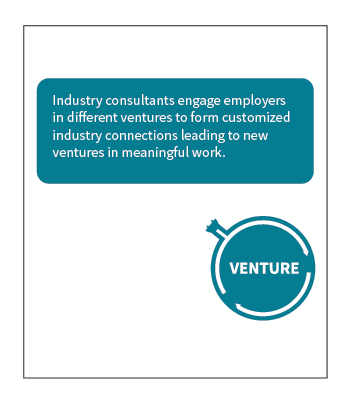 Industry consultants engage employers
in different ventures to form customized
industry connections leading to new
ventures in meaningful work.
VENTURE